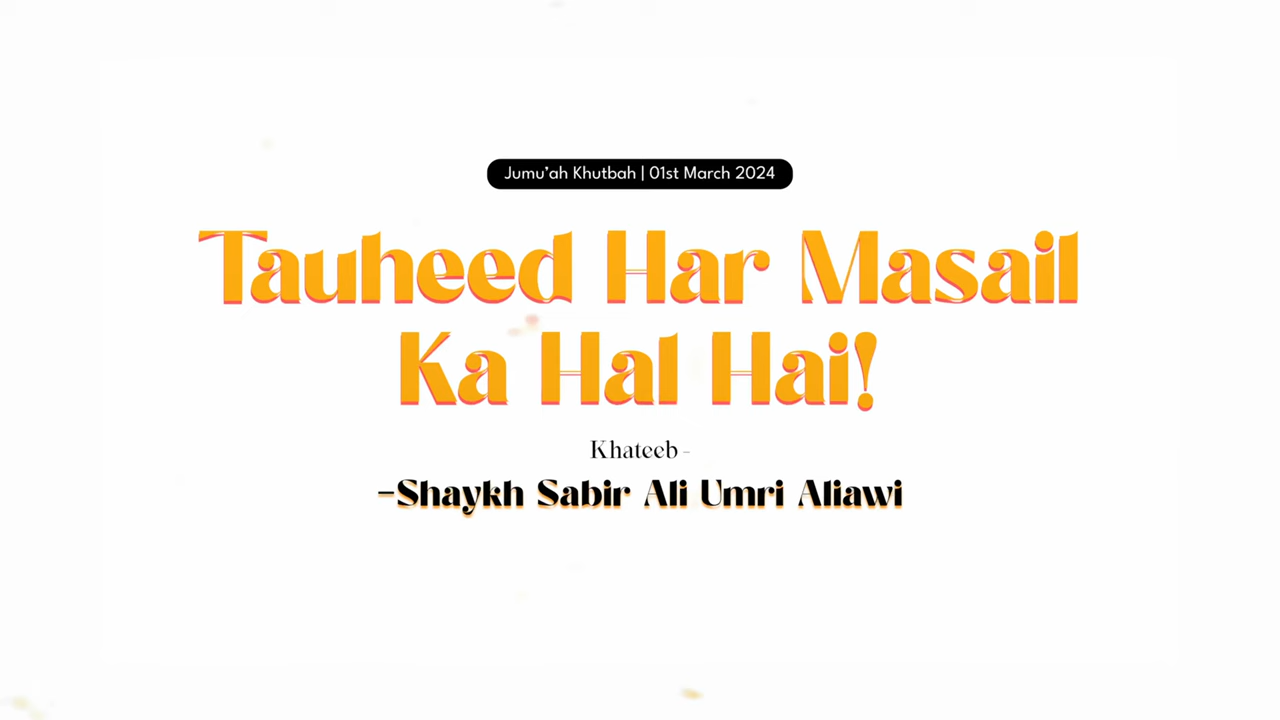 Jumu'ah Khutbah | 01st March 2024
Tauheed Har Masail
Ka Hal Hai!
Khateeb -
-Shaykh Sabir Ali Umri Aliawi